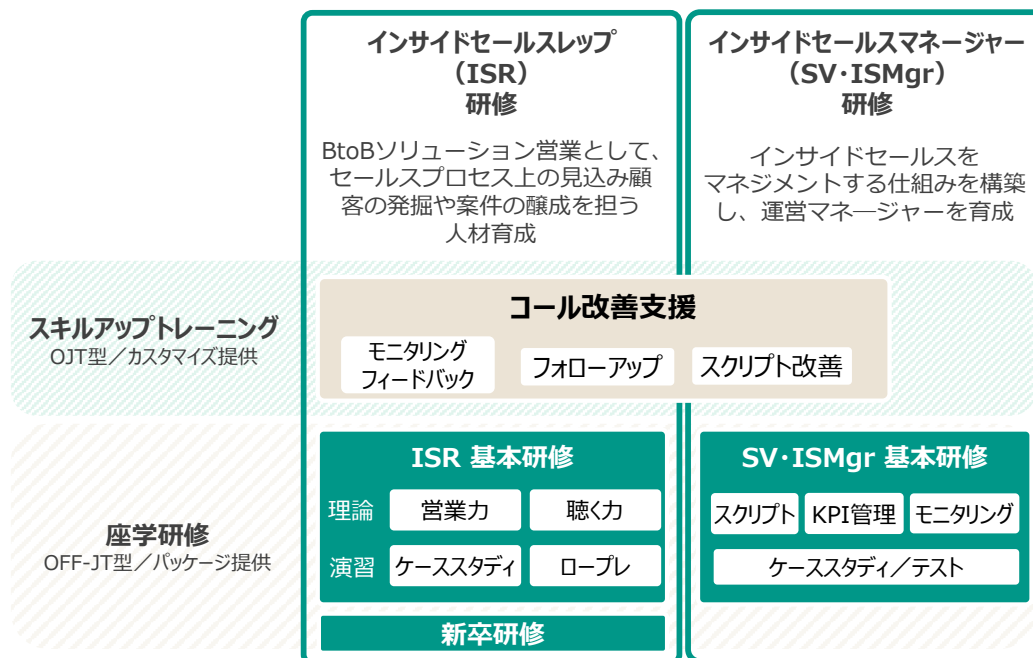 インサイドセールスレップ
（ISR）
研修
BtoBソリューション営業として、
セールスプロセス上の見込み顧
客の発掘や案件の醸成を担う
人材育成
インサイドセールスマネージャー
（SV・ISMgr）
研修
インサイドセールスを
マネジメントする仕組みを構築
し、運営マネ―ジャーを育成
スキルアップトレーニング
OJT型／カスタマイズ提供
コール改善支援
モニタリング
フィードバック
フォローアップ
スクリプト改善
座学研修
OFF-JT型／パッケージ提供
ISR 基本研修
理論
営業力
聴く力
演習
ケーススタディ
ロープレ
新卒研修
SV・ISMgr 基本研修
スクリプト
KPI管理
モニタリング
ケーススタディ／テスト